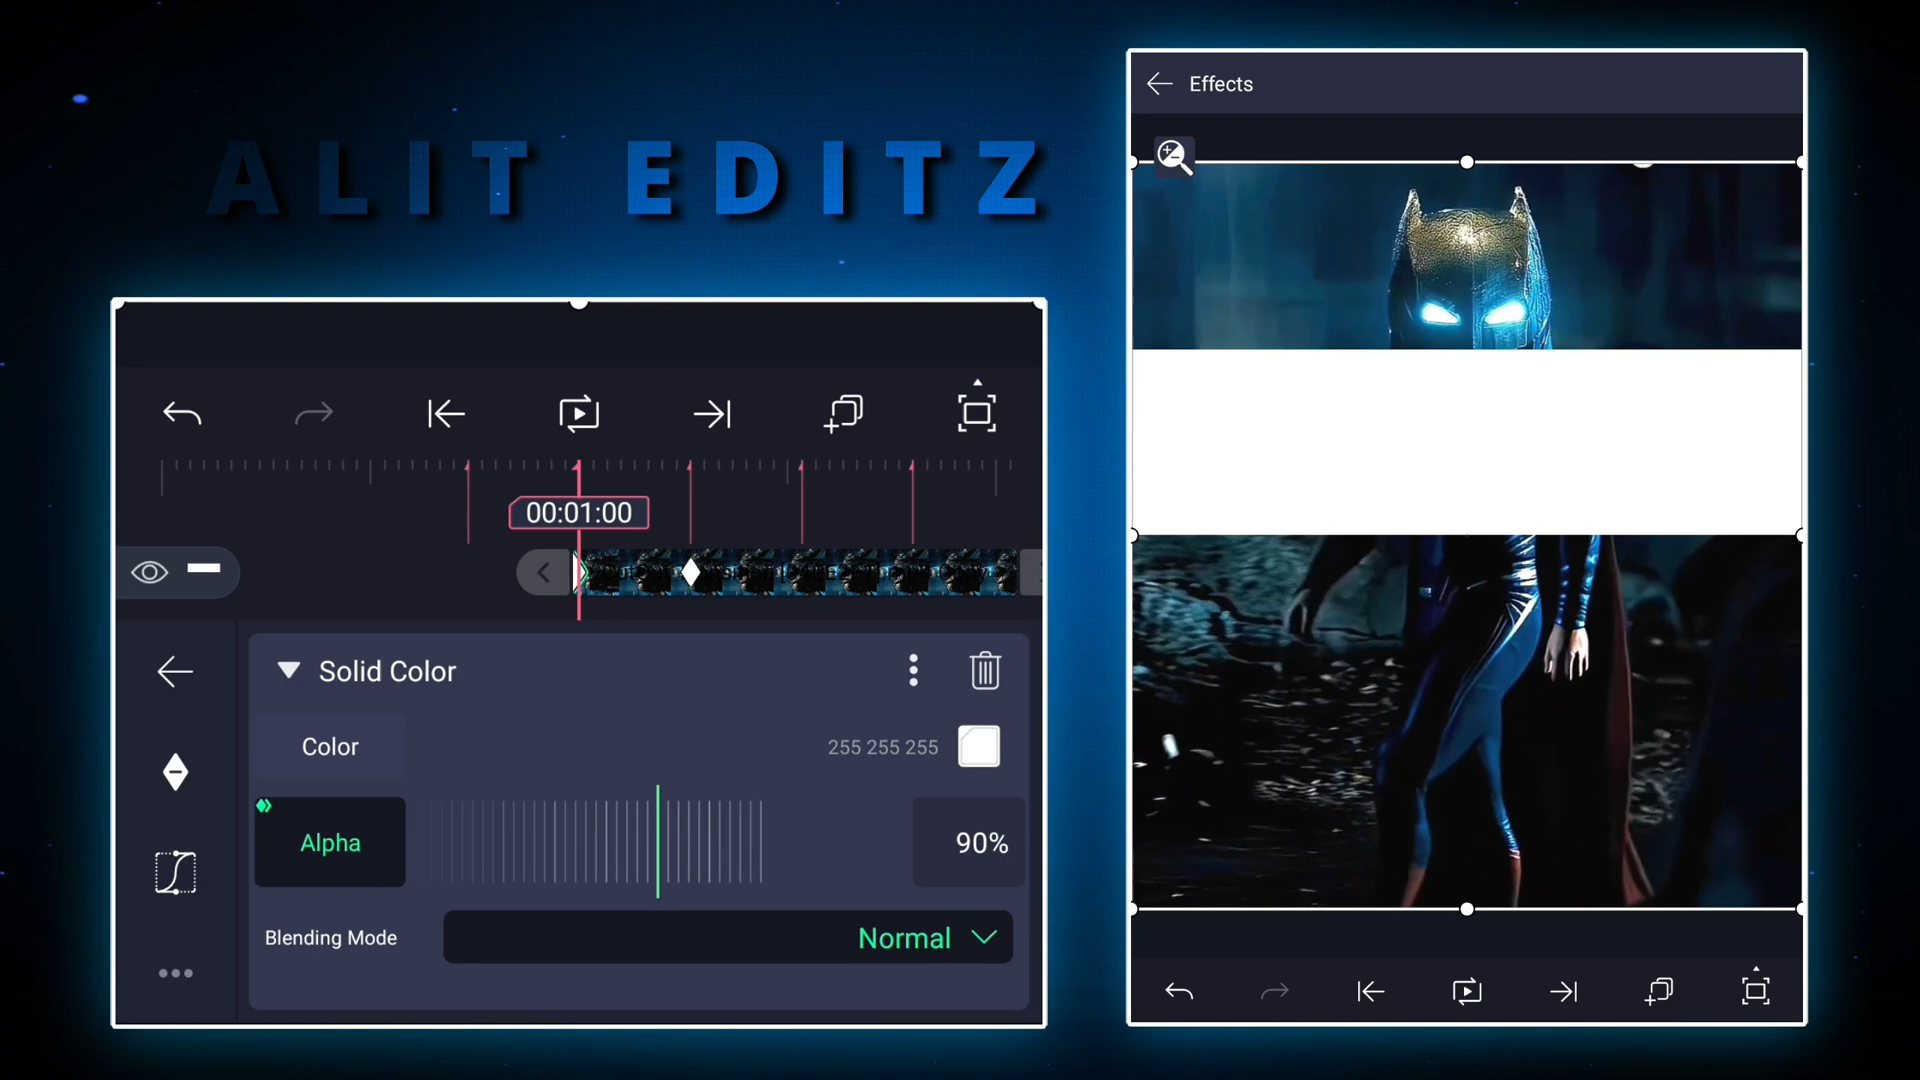 ALIT EDITZ
Effects
00:01:00
Solid Color
Color
255 255 255
Alpha
90%
Blending Mode
Normal